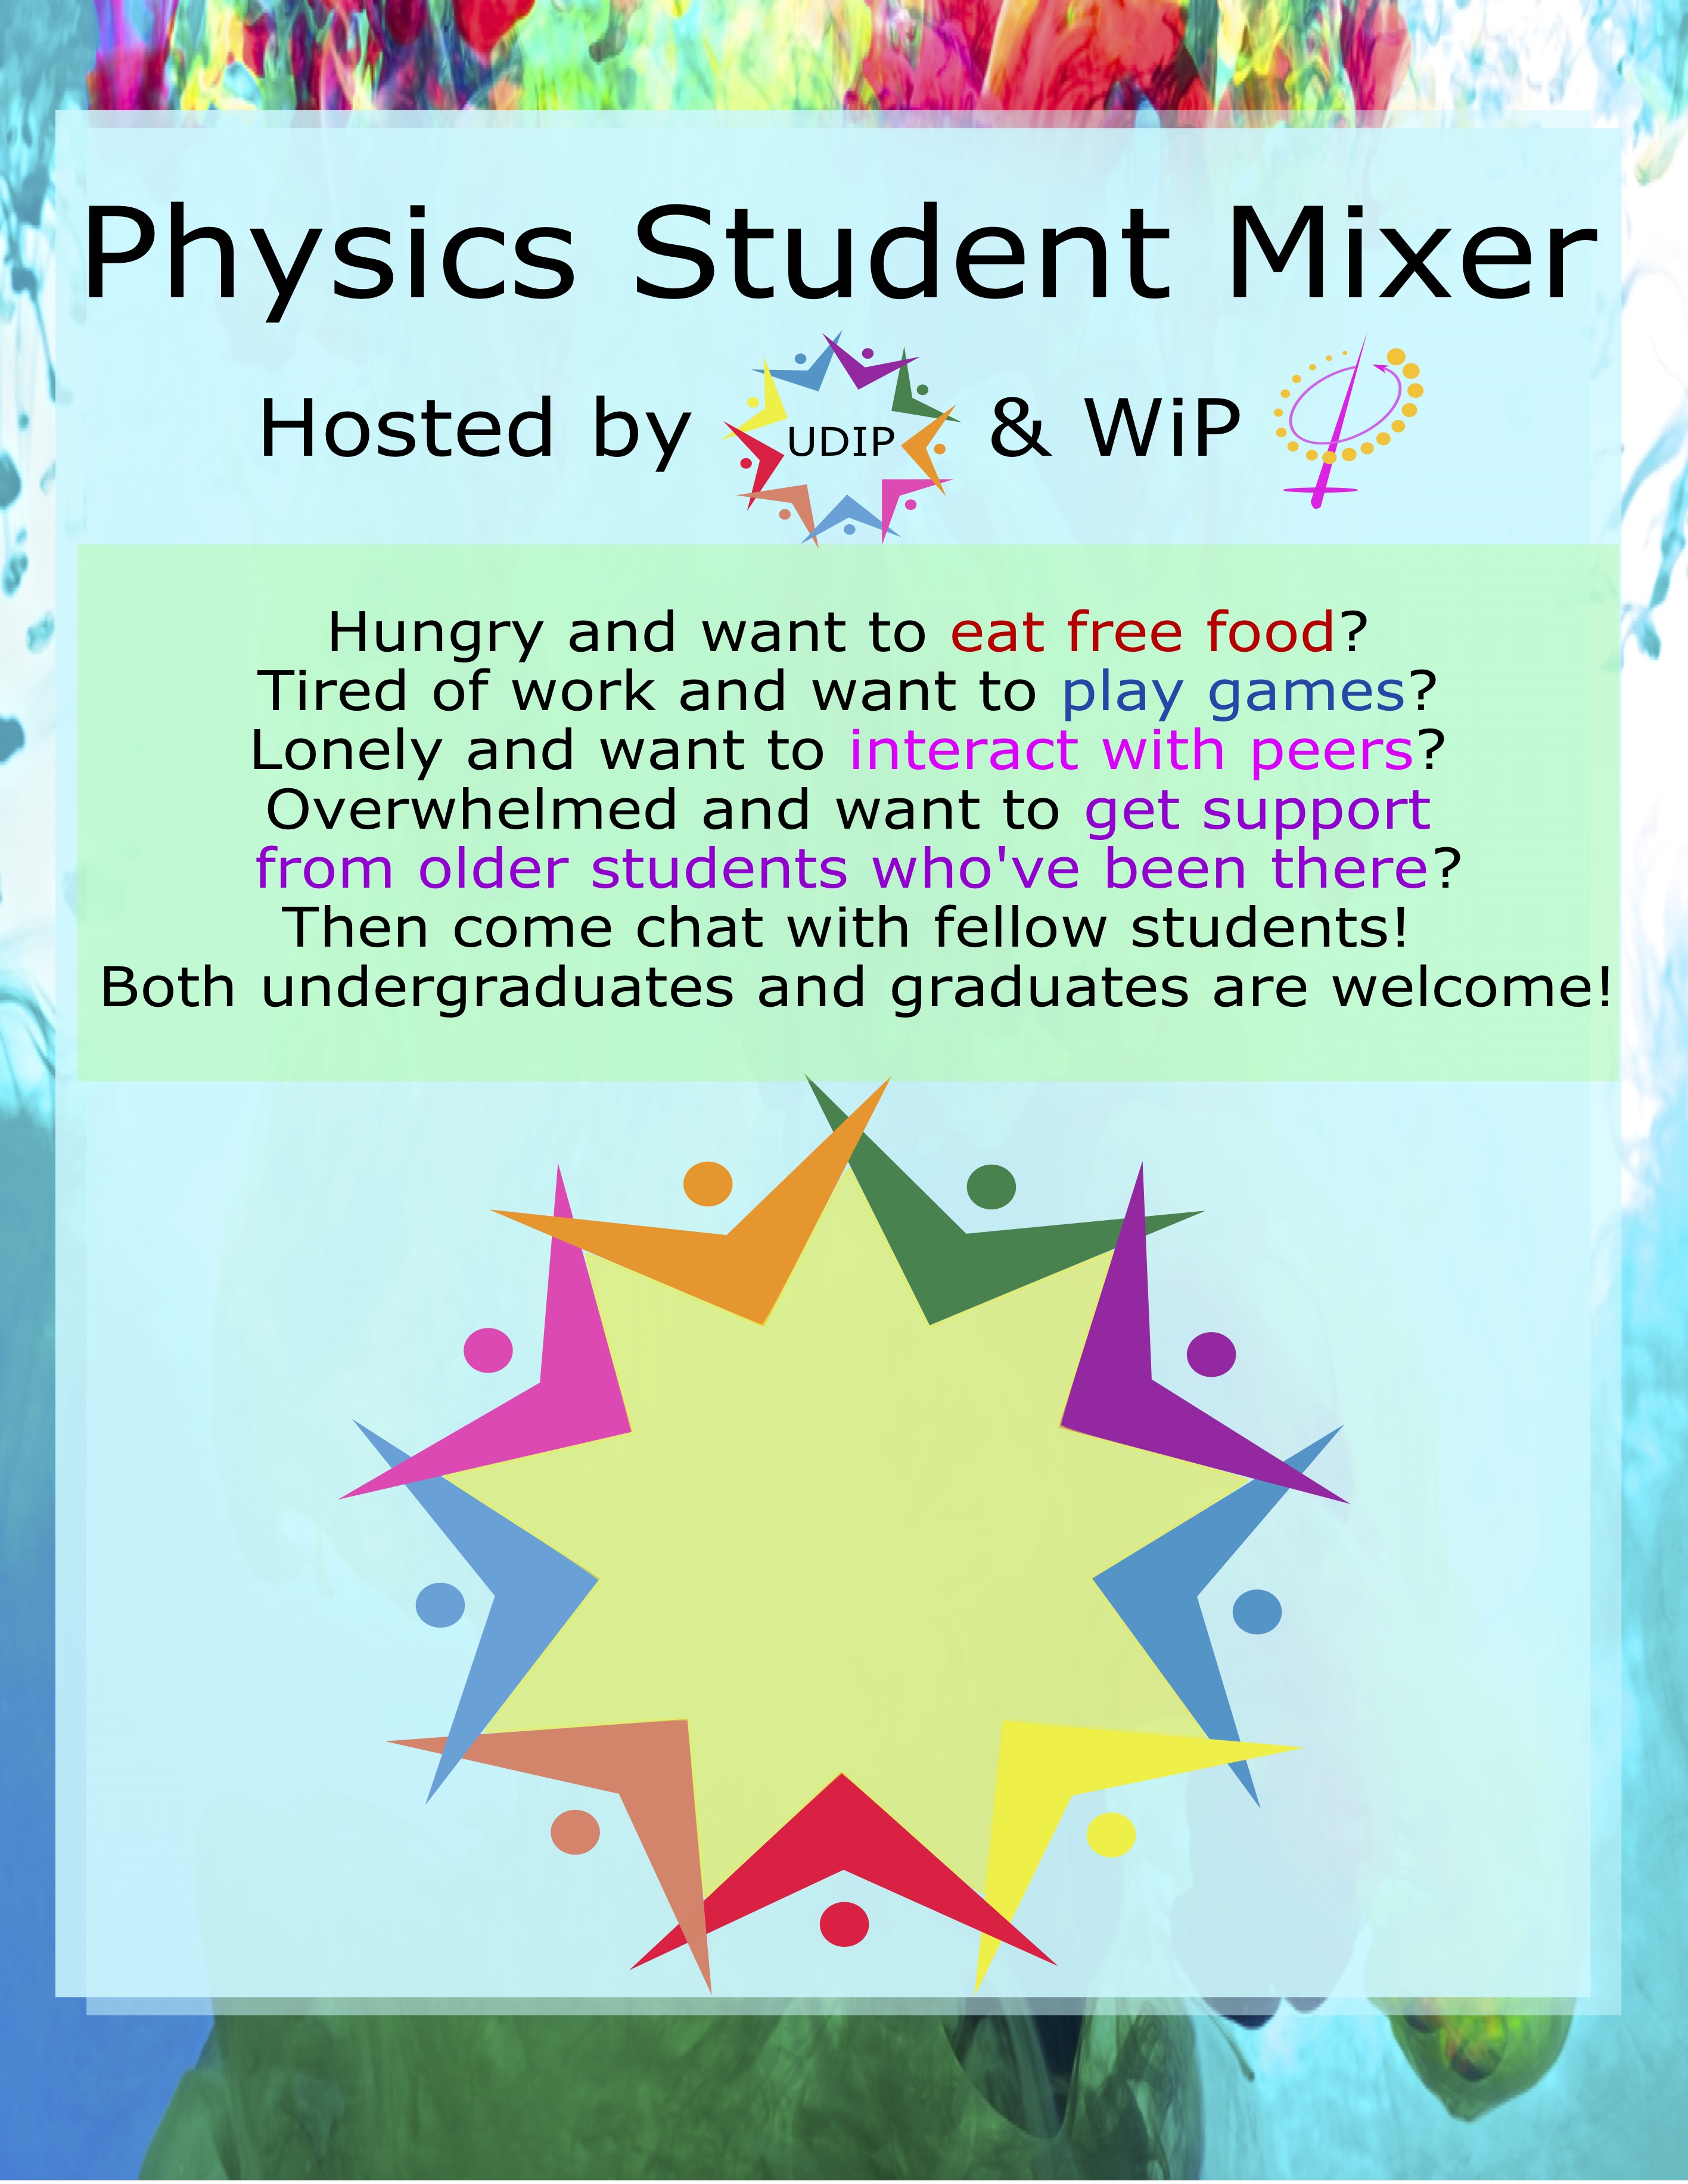 Physics Student Mixer
Hosted by UDIP & WiP
Hungry and want to eat free food?
Tired of work and want to play games?
Lonely and want to interact with peers?
Overwhelmed and want to get support
from older students who've been there?
Then come chat with fellow students!
Both undergraduates and graduates are welcome!